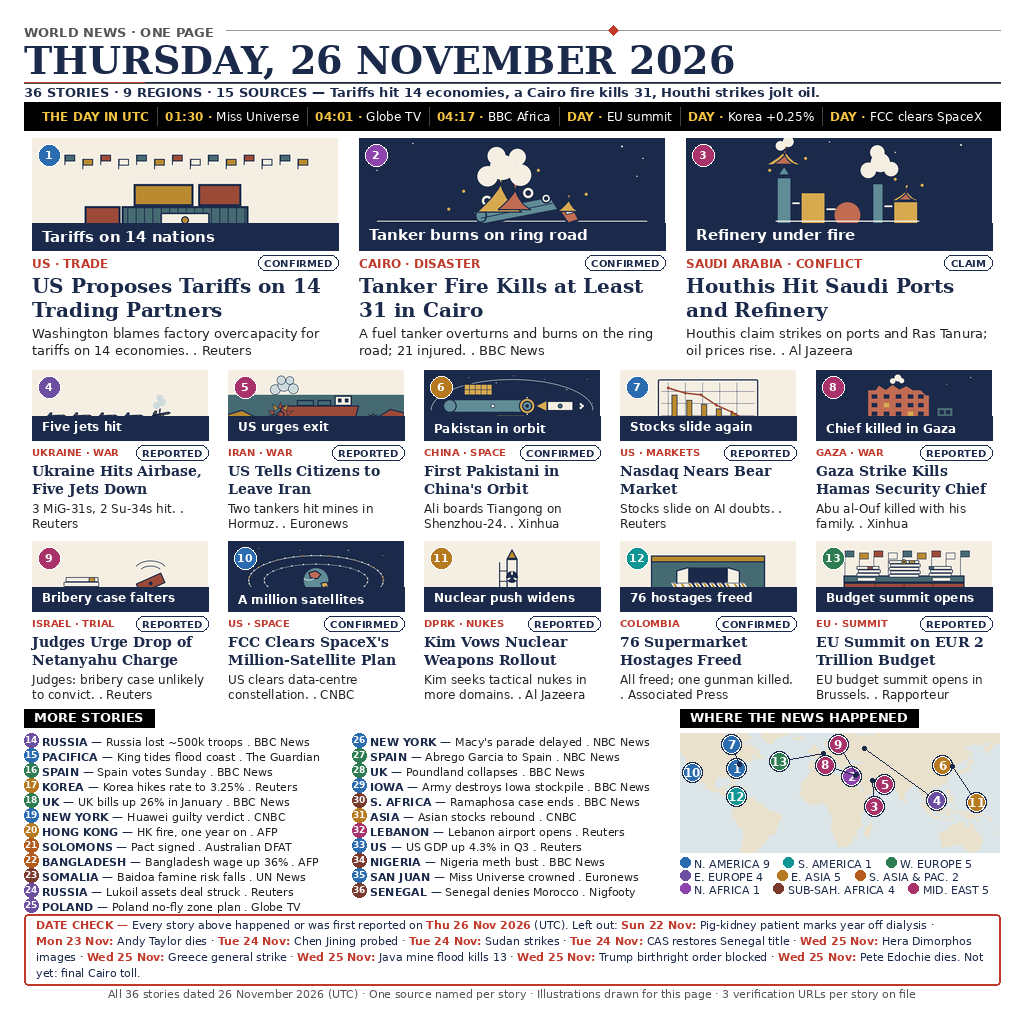 WORLD NEWS · ONE PAGE
THURSDAY, 26 NOVEMBER 2026
36 STORIES · 9 REGIONS · 15 SOURCES — Tariffs hit 14 economies, a Cairo fire kills 31, Houthi strikes jolt oil.
THE DAY IN UTC 01:30 · Miss Universe 04:01 · Globe TV 04:17 · BBC Africa DAY · EU summit DAY · Korea +0.25% DAY · FCC clears SpaceX
1
Tariffs on 14 nations
US · TRADE CONFIRMED
US Proposes Tariffs on 14
Trading Partners
Washington blames factory overcapacity for
tariffs on 14 economies. . Reuters
2
Tanker burns on ring road
CAIRO · DISASTER CONFIRMED
Tanker Fire Kills at Least
31 in Cairo
A fuel tanker overturns and burns on the ring
road; 21 injured. . BBC News
3
Refinery under fire
SAUDI ARABIA · CONFLICT CLAIM
Houthis Hit Saudi Ports
and Refinery
Houthis claim strikes on ports and Ras Tanura;
oil prices rise. . Al Jazeera
4
Five jets hit
UKRAINE · WAR REPORTED
Ukraine Hits Airbase,
Five Jets Down
3 MiG-31s, 2 Su-34s hit. .
Reuters
5
US urges exit
IRAN · WAR REPORTED
US Tells Citizens to
Leave Iran
Two tankers hit mines in
Hormuz. . Euronews
6
Pakistan in orbit
CHINA · SPACE CONFIRMED
First Pakistani in
China's Orbit
Ali boards Tiangong on
Shenzhou-24. . Xinhua
7
Stocks slide again
US · MARKETS REPORTED
Nasdaq Nears Bear
Market
Stocks slide on AI doubts. .
Reuters
8
Chief killed in Gaza
GAZA · WAR REPORTED
Gaza Strike Kills
Hamas Security Chief
Abu al-Ouf killed with his
family. . Xinhua
9
Bribery case falters
ISRAEL · TRIAL REPORTED
Judges Urge Drop of
Netanyahu Charge
Judges: bribery case unlikely
to convict. . Reuters
10
A million satellites
US · SPACE CONFIRMED
FCC Clears SpaceX's
Million-Satellite Plan
US clears data-centre
constellation. . CNBC
11
Nuclear push widens
DPRK · NUKES REPORTED
Kim Vows Nuclear
Weapons Rollout
Kim seeks tactical nukes in
more domains. . Al Jazeera
12
76 hostages freed
COLOMBIA CONFIRMED
76 Supermarket
Hostages Freed
All freed; one gunman killed.
. Associated Press
13
Budget summit opens
EU · SUMMIT REPORTED
EU Summit on EUR 2
Trillion Budget
EU budget summit opens in
Brussels. . Rapporteur
MORE STORIES
14 RUSSIA — Russia lost ~500k troops . BBC News
15 PACIFICA — King tides flood coast . The Guardian
16 SPAIN — Spain votes Sunday . BBC News
17 KOREA — Korea hikes rate to 3.25% . Reuters
18 UK — UK bills up 26% in January . BBC News
19 NEW YORK — Huawei guilty verdict . CNBC
20 HONG KONG — HK fire, one year on . AFP
21 SOLOMONS — Pact signed . Australian DFAT
22 BANGLADESH — Bangladesh wage up 36% . AFP
23 SOMALIA — Baidoa famine risk falls . UN News
24 RUSSIA — Lukoil assets deal struck . Reuters
25 POLAND — Poland no-fly zone plan . Globe TV
26 NEW YORK — Macy's parade delayed . NBC News
27 SPAIN — Abrego Garcia to Spain . NBC News
28 UK — Poundland collapses . BBC News
29 IOWA — Army destroys Iowa stockpile . BBC News
30 S. AFRICA — Ramaphosa case ends . BBC News
31 ASIA — Asian stocks rebound . CNBC
32 LEBANON — Lebanon airport opens . Reuters
33 US — US GDP up 4.3% in Q3 . Reuters
34 NIGERIA — Nigeria meth bust . BBC News
35 SAN JUAN — Miss Universe crowned . Euronews
36 SENEGAL — Senegal denies Morocco . Nigfooty
WHERE THE NEWS HAPPENED
7 9 10 1 13 8 2 5 6 12 3 4 11
N. AMERICA 9 S. AMERICA 1 W. EUROPE 5
E. EUROPE 4 E. ASIA 5 S. ASIA & PAC. 2
N. AFRICA 1 SUB-SAH. AFRICA 4 MID. EAST 5
DATE CHECK — Every story above happened or was first reported on Thu 26 Nov 2026 (UTC). Left out: Sun 22 Nov: Pig-kidney patient marks year off dialysis ·
Mon 23 Nov: Andy Taylor dies · Tue 24 Nov: Chen Jining probed · Tue 24 Nov: Sudan strikes · Tue 24 Nov: CAS restores Senegal title · Wed 25 Nov: Hera Dimorphos
images · Wed 25 Nov: Greece general strike · Wed 25 Nov: Java mine flood kills 13 · Wed 25 Nov: Trump birthright order blocked · Wed 25 Nov: Pete Edochie dies. Not
yet: final Cairo toll.
All 36 stories dated 26 November 2026 (UTC) · One source named per story · Illustrations drawn for this page · 3 verification URLs per story on file